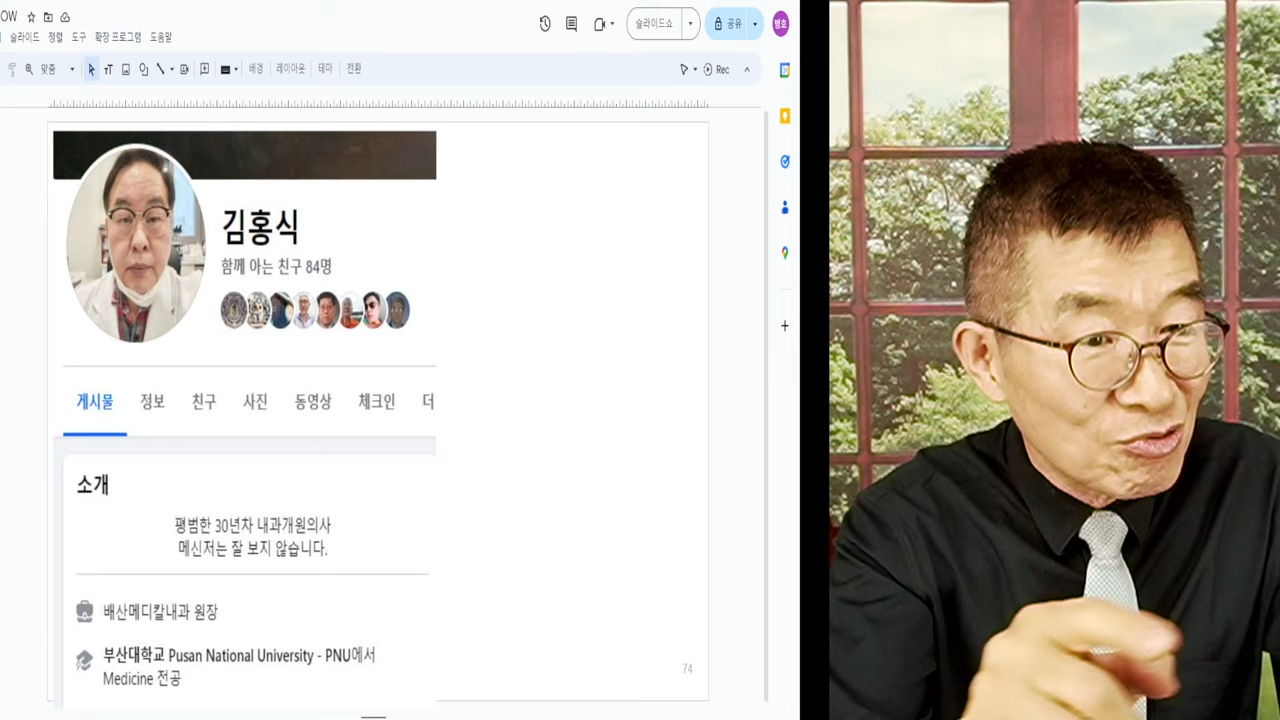 OW
슬라이드 정렬 도구 확장 프로그램 도움말
슬라이드쇼
공유
병호
맞춤
배경 레이아웃 테마 전환
Rec
김홍식
함께 아는 친구 84명
게시물 정보 친구 사진 동영상 체크인 더
소개
평범한 30년차 내과개원의사
메신저는 잘 보지 않습니다.
배산메디칼내과 원장
부산대학교 Pusan National University - PNU에서
Medicine 전공
74